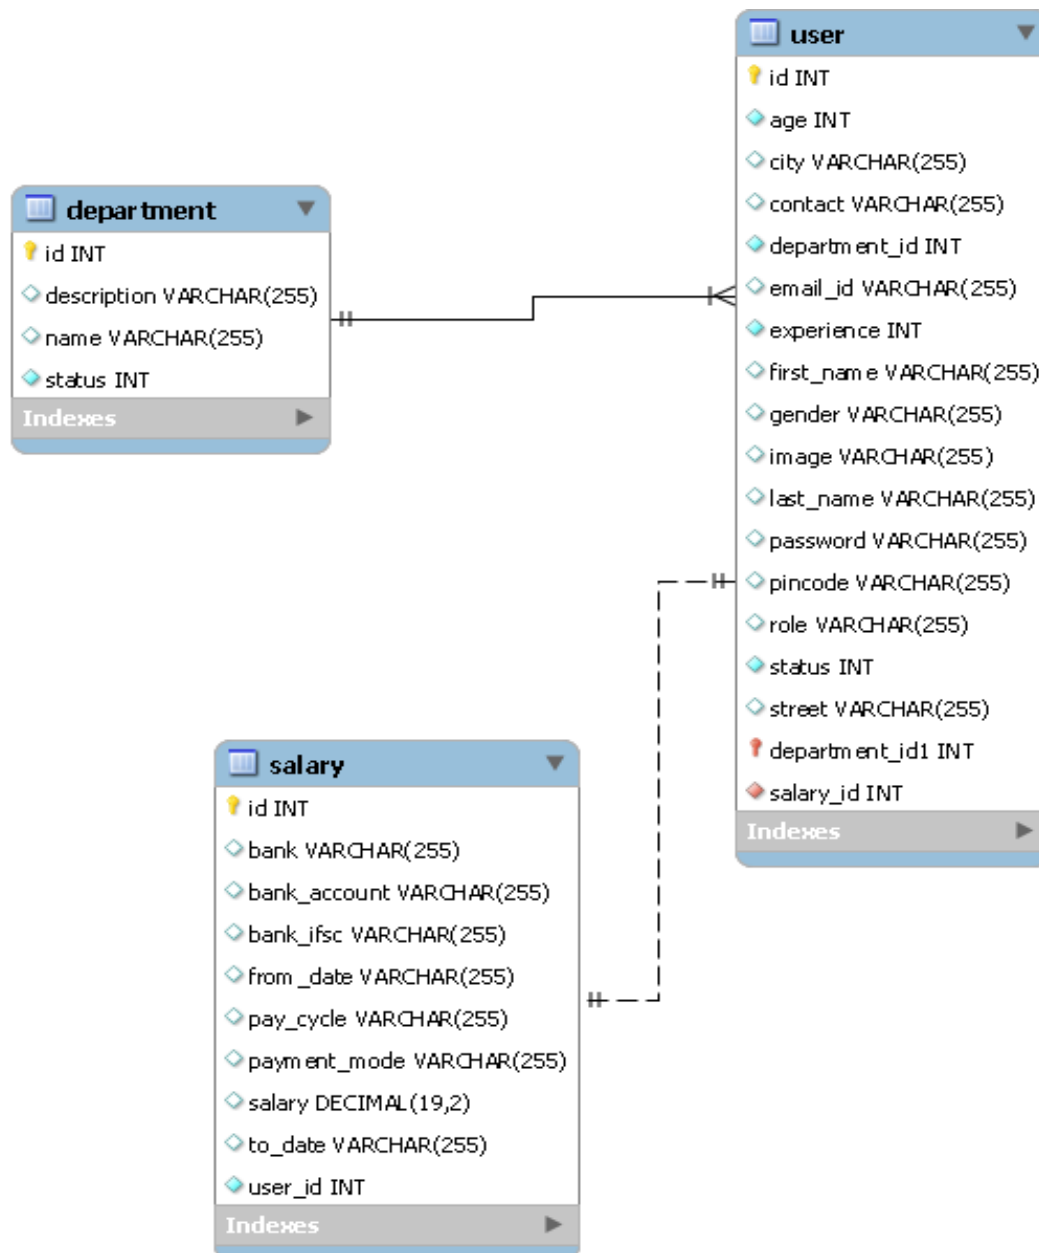 department
id INT
description VARCHAR(255)
name VARCHAR(255)
status INT
Indexes
user
id INT
age INT
city VARCHAR(255)
contact VARCHAR(255)
department_id INT
email_id VARCHAR(255)
experience INT
first_name VARCHAR(255)
gender VARCHAR(255)
image VARCHAR(255)
last_name VARCHAR(255)
password VARCHAR(255)
pincode VARCHAR(255)
role VARCHAR(255)
status INT
street VARCHAR(255)
department_id1 INT
salary_id INT
Indexes
salary
id INT
bank VARCHAR(255)
bank_account VARCHAR(255)
bank_ifsc VARCHAR(255)
from_date VARCHAR(255)
pay_cycle VARCHAR(255)
payment_mode VARCHAR(255)
salary DECIMAL(19,2)
to_date VARCHAR(255)
user_id INT
Indexes